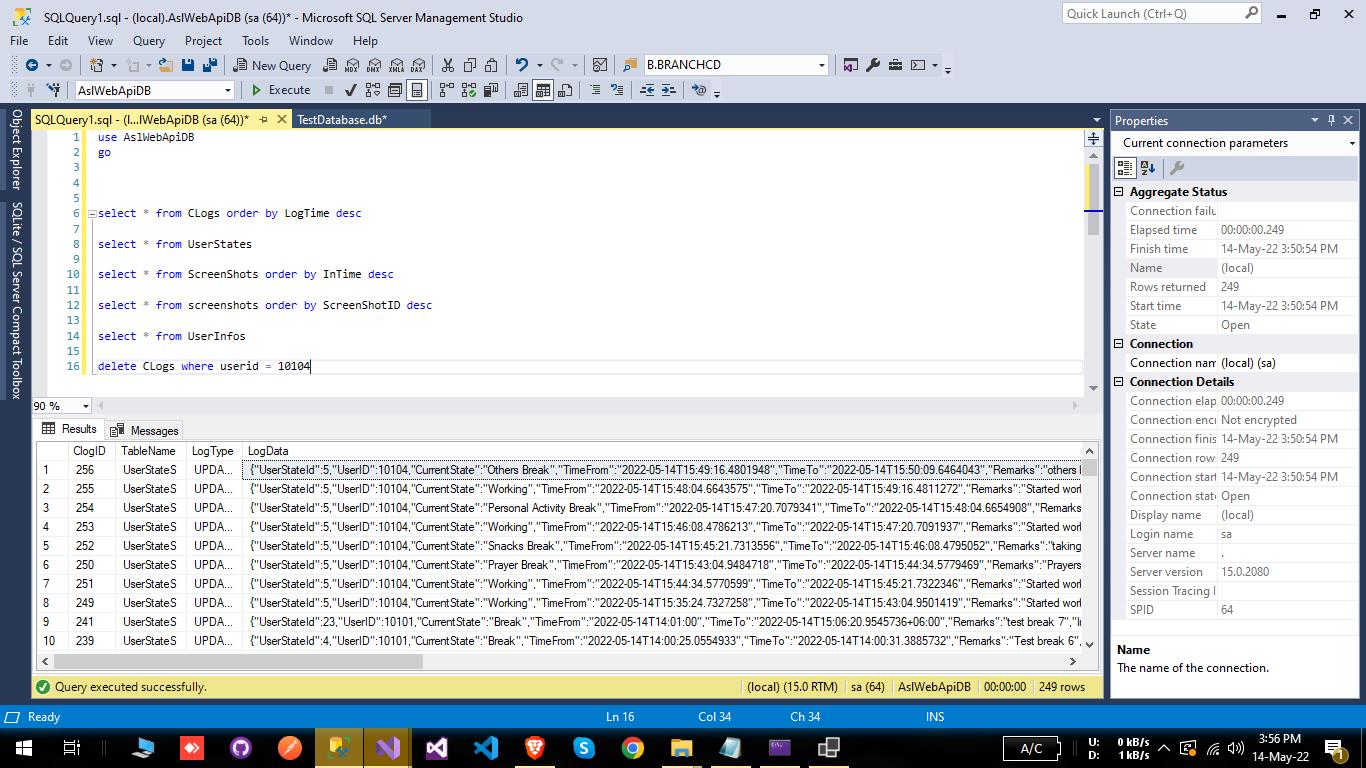 SQLQuery1.sql - (local).AslWebApiDB (sa (64))* - Microsoft SQL Server Management Studio
Quick Launch (Ctrl+Q)
File Edit View Query Project Tools Window Help
New Query MDX DMX XMLA DAX B.BRANCHCD
AslWebApiDB Execute
Object Explorer
SQLite / SQL Server Compact Toolbox
SQLQuery1.sql - (l...lWebApiDB (sa (64))* TestDatabase.db*
1 use AslWebApiDB
2 go
3
4
5
6 select * from CLogs order by LogTime desc
7
8 select * from UserStates
9
10 select * from ScreenShots order by InTime desc
11
12 select * from screenshots order by ScreenShotID desc
13
14 select * from UserInfos
15
16 delete CLogs where userid = 10104
90 %
Results Messages
ClogID TableName LogType LogData
1 256 UserStateS UPDA... {"UserStateId":5,"UserID":10104,"CurrentState":"Others Break","TimeFrom":"2022-05-14T15:49:16.4801948","TimeTo":"2022-05-14T15:50:09.6464043","Remarks":"others
2 255 UserStateS UPDA... {"UserStateId":5,"UserID":10104,"CurrentState":"Working","TimeFrom":"2022-05-14T15:48:04.6643575","TimeTo":"2022-05-14T15:49:16.4811272","Remarks":"Started work
3 254 UserStateS UPDA... {"UserStateId":5,"UserID":10104,"CurrentState":"Personal Activity Break","TimeFrom":"2022-05-14T15:47:20.7079341","TimeTo":"2022-05-14T15:48:04.6654908","Remarks
4 253 UserStateS UPDA... {"UserStateId":5,"UserID":10104,"CurrentState":"Working","TimeFrom":"2022-05-14T15:46:08.4786213","TimeTo":"2022-05-14T15:47:20.7091937","Remarks":"Started work
5 252 UserStateS UPDA... {"UserStateId":5,"UserID":10104,"CurrentState":"Snacks Break","TimeFrom":"2022-05-14T15:45:21.7313556","TimeTo":"2022-05-14T15:46:08.4795052","Remarks":"taking
6 250 UserStateS UPDA... {"UserStateId":5,"UserID":10104,"CurrentState":"Prayer Break","TimeFrom":"2022-05-14T15:43:04.9484718","TimeTo":"2022-05-14T15:44:34.5779469","Remarks":"Prayers
7 251 UserStateS UPDA... {"UserStateId":5,"UserID":10104,"CurrentState":"Working","TimeFrom":"2022-05-14T15:44:34.5770599","TimeTo":"2022-05-14T15:45:21.7322346","Remarks":"Started work
8 249 UserStateS UPDA... {"UserStateId":5,"UserID":10104,"CurrentState":"Working","TimeFrom":"2022-05-14T15:35:24.7327258","TimeTo":"2022-05-14T15:43:04.9501419","Remarks":"Started work
9 241 UserStateS UPDA... {"UserStateId":23,"UserID":10101,"CurrentState":"Break","TimeFrom":"2022-05-14T14:01:00","TimeTo":"2022-05-14T15:06:20.9545736+06:00","Remarks":"test break 7","I
10 239 UserStateS UPDA... {"UserStateId":4,"UserID":10101,"CurrentState":"Break","TimeFrom":"2022-05-14T14:00:25.0554933","TimeTo":"2022-05-14T14:00:31.3885732","Remarks":"Test break 6",
Query executed successfully. (local) (15.0 RTM) sa (64) AslWebApiDB 00:00:00 249 rows
Properties
Current connection parameters
Aggregate Status
Connection failu
Elapsed time 00:00:00.249
Finish time 14-May-22 3:50:54 PM
Name (local)
Rows returned 249
Start time 14-May-22 3:50:54 PM
State Open
Connection
Connection nam (local) (sa)
Connection Details
Connection elap 00:00:00.249
Connection encr Not encrypted
Connection finis 14-May-22 3:50:54 PM
Connection row 249
Connection start 14-May-22 3:50:54 PM
Connection state Open
Display name (local)
Login name sa
Server name .
Server version 15.0.2080
Session Tracing I
SPID 64
Name
The name of the connection.
Ready Ln 16 Col 34 Ch 34 INS
A/C
U: 0 kB/s
D: 1 kB/s
3:56 PM
14-May-22
1